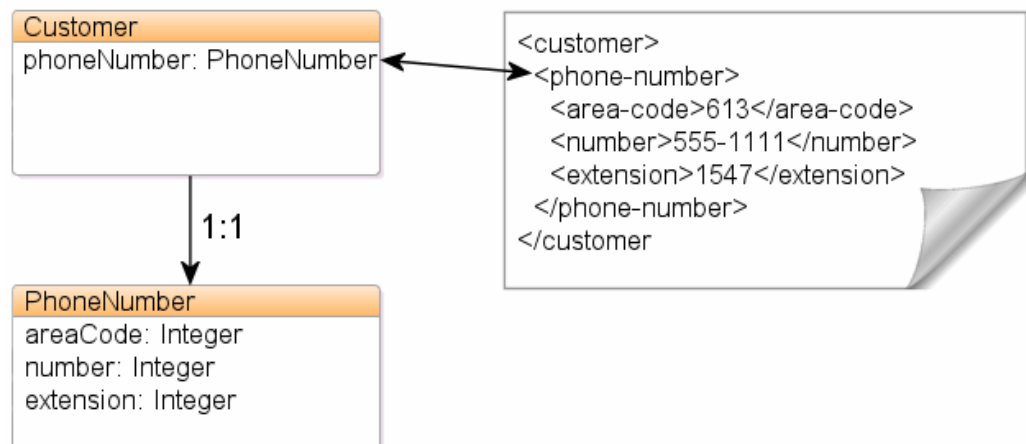 Customer
phoneNumber: PhoneNumber
1:1
PhoneNumber
areaCode: Integer
number: Integer
extension: Integer
<customer>
<phone-number>
<area-code>613</area-code>
<number>555-1111</number>
<extension>1547</extension>
</phone-number>
</customer